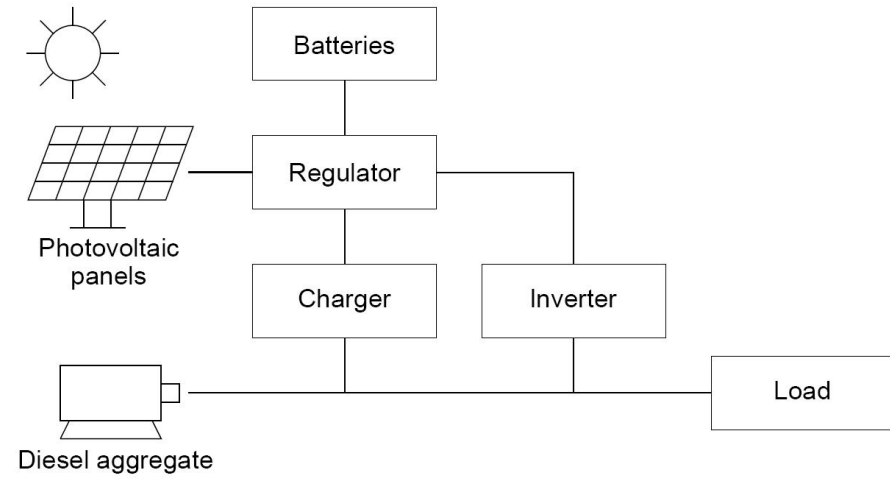 Batteries
Regulator
Photovoltaic
panels
Charger
Inverter
Load
Diesel aggregate